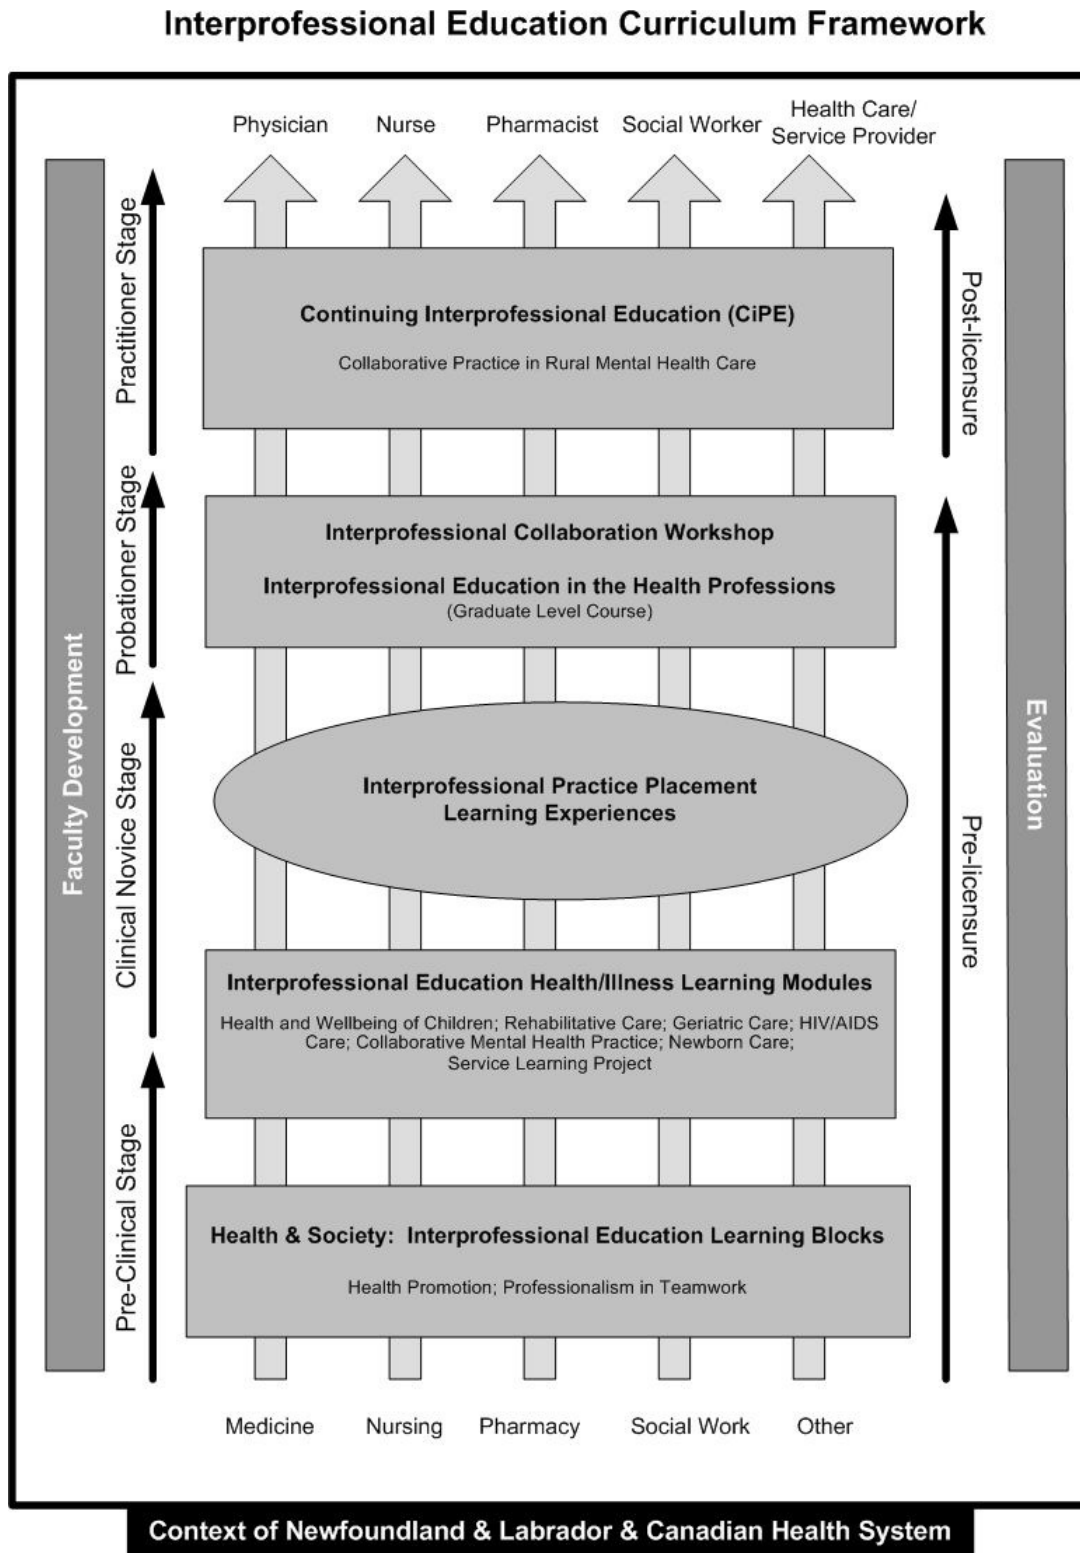 Interprofessional Education Curriculum Framework
Physician
Nurse
Pharmacist
Social Worker
Health Care/
Service Provider
Faculty Development
Practitioner Stage
Probationer Stage
Clinical Novice Stage
Pre-Clinical Stage
Continuing Interprofessional Education (CiPE)
Collaborative Practice in Rural Mental Health Care
Interprofessional Collaboration Workshop
Interprofessional Education in the Health Professions
(Graduate Level Course)
Interprofessional Practice Placement
Learning Experiences
Interprofessional Education Health/Illness Learning Modules
Health and Wellbeing of Children; Rehabilitative Care; Geriatric Care; HIV/AIDS
Care; Collaborative Mental Health Practice; Newborn Care;
Service Learning Project
Health & Society:  Interprofessional Education Learning Blocks
Health Promotion; Professionalism in Teamwork
Post-licensure
Pre-licensure
Evaluation
Medicine
Nursing
Pharmacy
Social Work
Other
Context of Newfoundland & Labrador & Canadian Health System